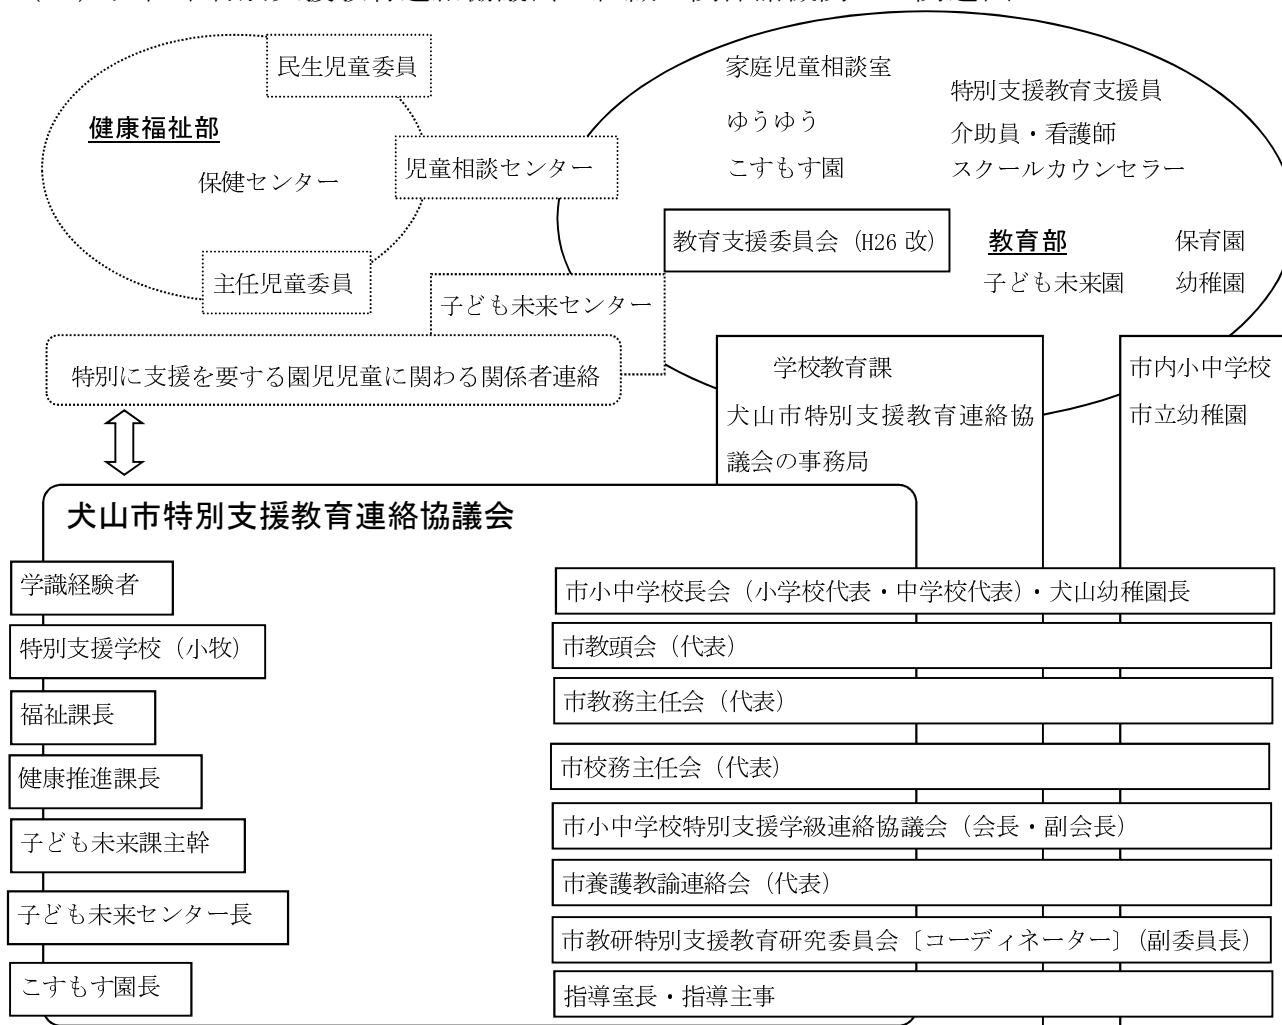 民生児童委員
健康福祉部
児童相談センター
保健センター
主任児童委員
子ども未来センター
家庭児童相談室
ゆうゆう
こすもす園
特別支援教育支援員
介助員・看護師
スクールカウンセラー
教育支援委員会（H26 改）
教育部
子ども未来園
保育園
幼稚園
特別に支援を要する園児児童に関わる関係者連絡
学校教育課
犬山市特別支援教育連絡協
議会の事務局
市内小中学校
市立幼稚園
犬山市特別支援教育連絡協議会
学識経験者
特別支援学校（小牧）
福祉課長
健康推進課長
子ども未来課主幹
子ども未来センター長
こすもす園長
市小中学校長会（小学校代表・中学校代表）・犬山幼稚園長
市教頭会（代表）
市教務主任会（代表）
市校務主任会（代表）
市小中学校特別支援学級連絡協議会（会長・副会長）
市養護教諭連絡会（代表）
市教研特別支援教育研究委員会〔コーディネーター〕（副委員長）
指導室長・指導主事